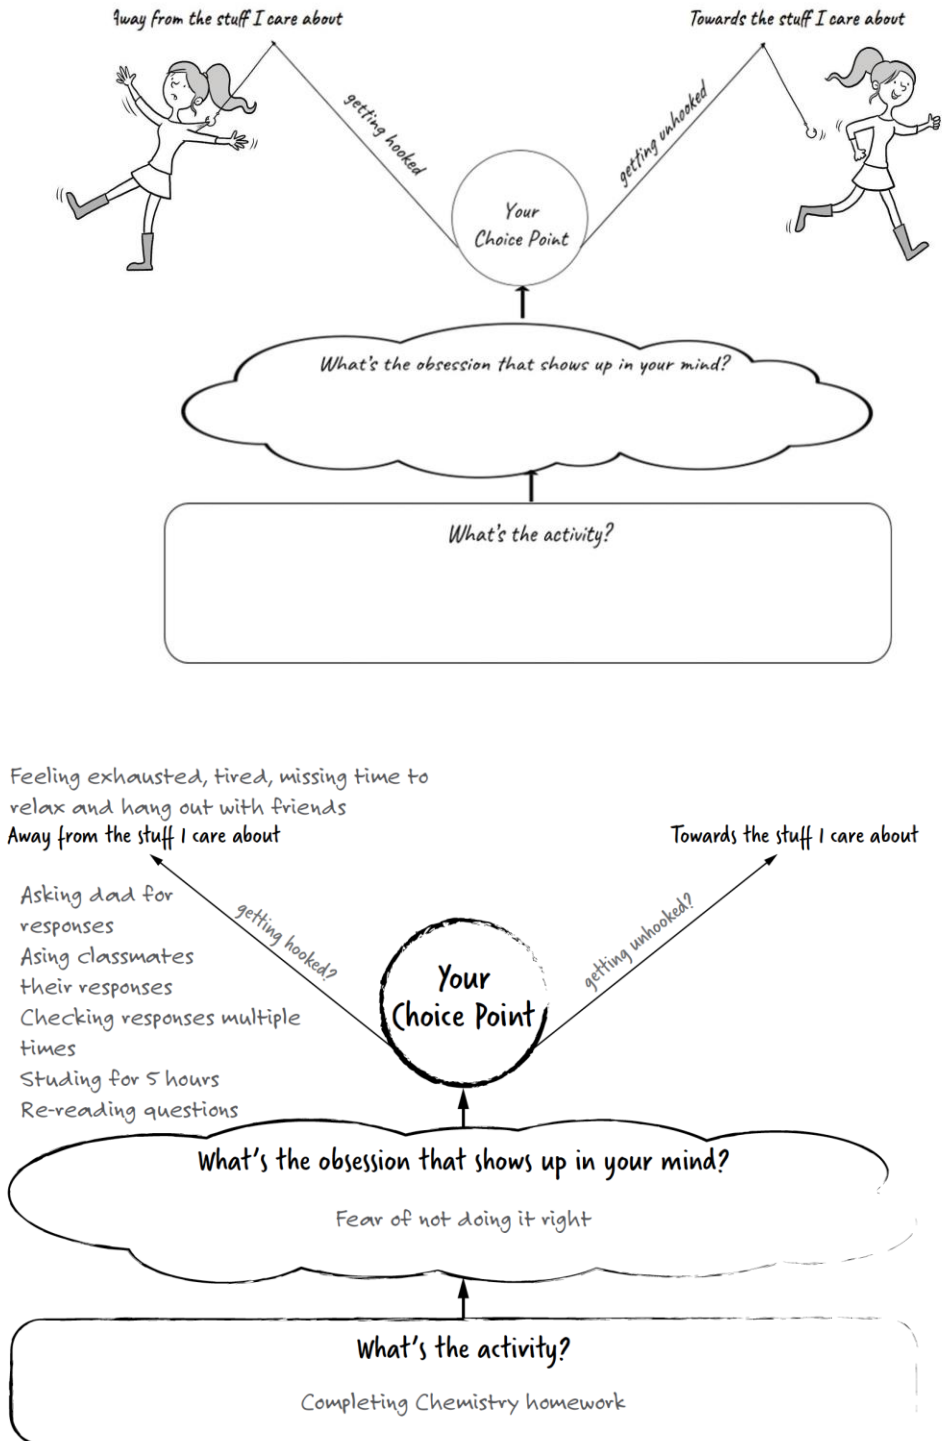 Away from the stuff I care about
Towards the stuff I care about
getting hooked
getting unhooked
Your
Choice Point
What's the obsession that shows up in your mind?
What's the activity?
Feeling exhausted, tired, missing time to
relax and hang out with friends
Away from the stuff I care about
Towards the stuff I care about
Asking dad for
responses
Asing classmates
their responses
Checking responses multiple
times
Studing for 5 hours
Re-reading questions
getting hooked?
getting unhooked?
Your
Choice Point
What's the obsession that shows up in your mind?
Fear of not doing it right
What's the activity?
Completing Chemistry homework